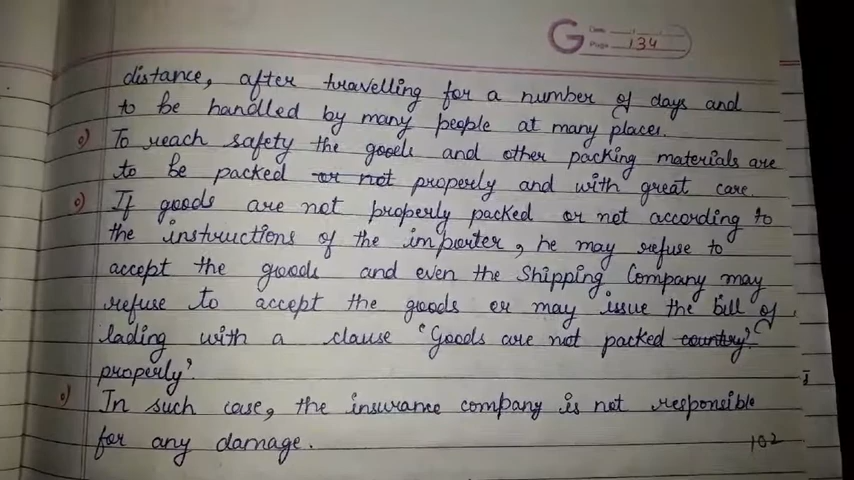 G Date
Page 134
distance, after travelling for a number of days and
to be handled by many people at many places.
To reach safety the goods and other packing materials are
to be packed or not properly and with great care.
If goods are not properly packed or not according to
the instructions of the importer, he may refuse to
accept the goods and even the Shipping Company may
refuse to accept the goods or may issue the bill of
lading with a clause 'Goods are not packed country'
properly'.
In such case, the insurance company is not responsible
for any damage.
102